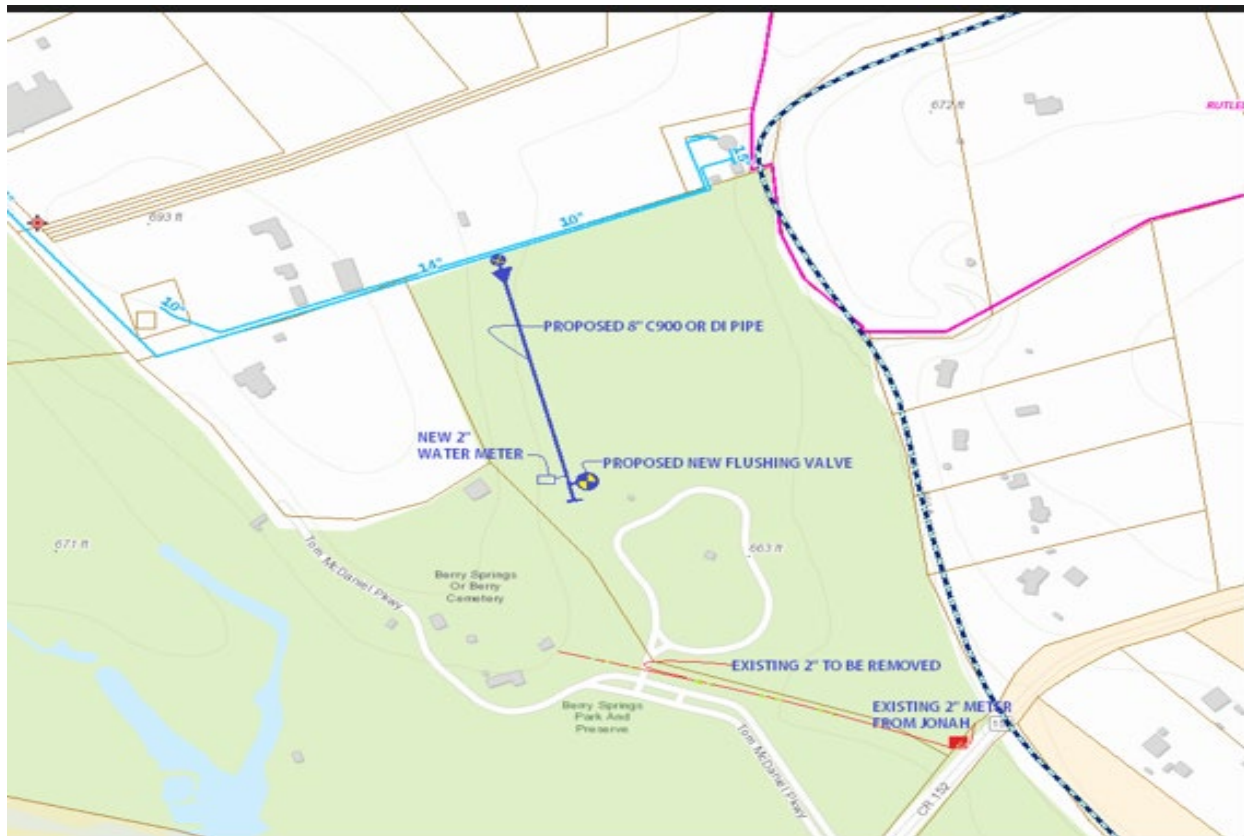 672 ft
RUTLE
15"
693 ft
10"
14"
10"
PROPOSED 8" C900 OR DI PIPE
NEW 2"
WATER METER
PROPOSED NEW FLUSHING VALVE
671 ft
663 ft
Tom McDaniel Pkwy
Berry Springs
Or Berry
Cemetery
EXISTING 2" TO BE REMOVED
EXISTING 2" METER
FROM JONAH
Berry Springs
Park And
Preserve
Tom McDaniel Pkwy
CR 152